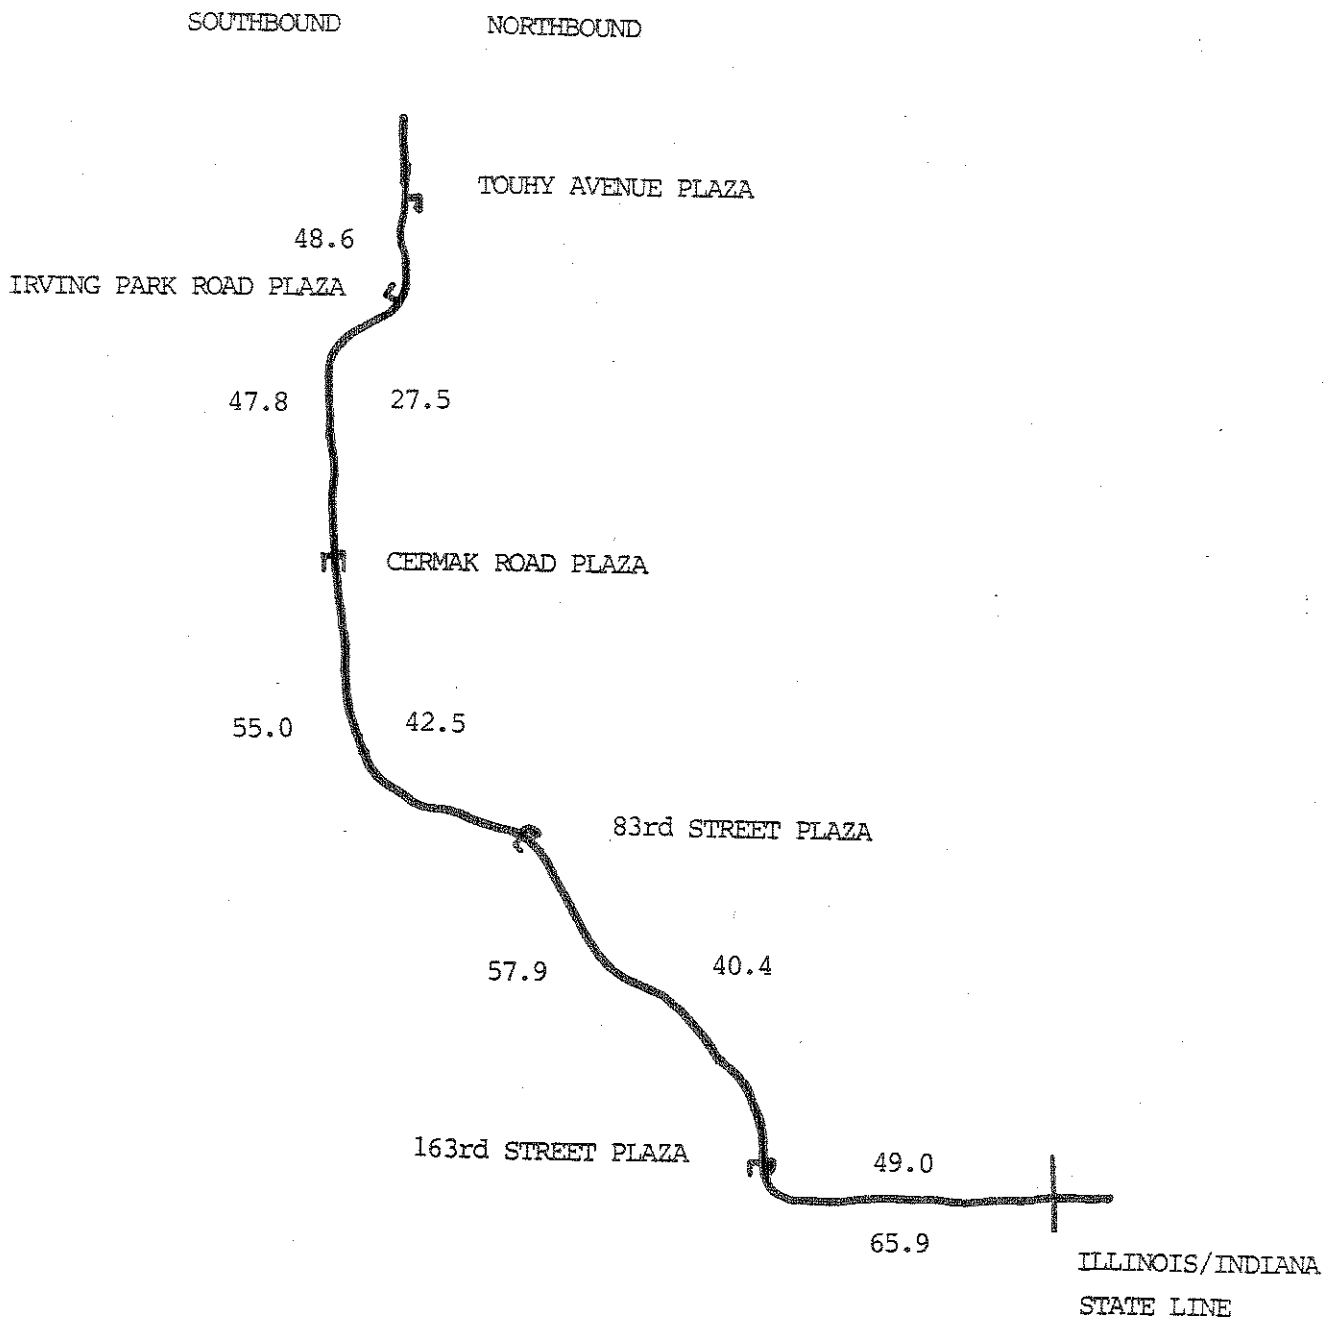 SOUTHBOUND NORTHBOUND
TOUHY AVENUE PLAZA
48.6
IRVING PARK ROAD PLAZA
47.8 27.5
CERMAK ROAD PLAZA
55.0 42.5
83rd STREET PLAZA
57.9 40.4
163rd STREET PLAZA 49.0
65.9
ILLINOIS/INDIANA
STATE LINE